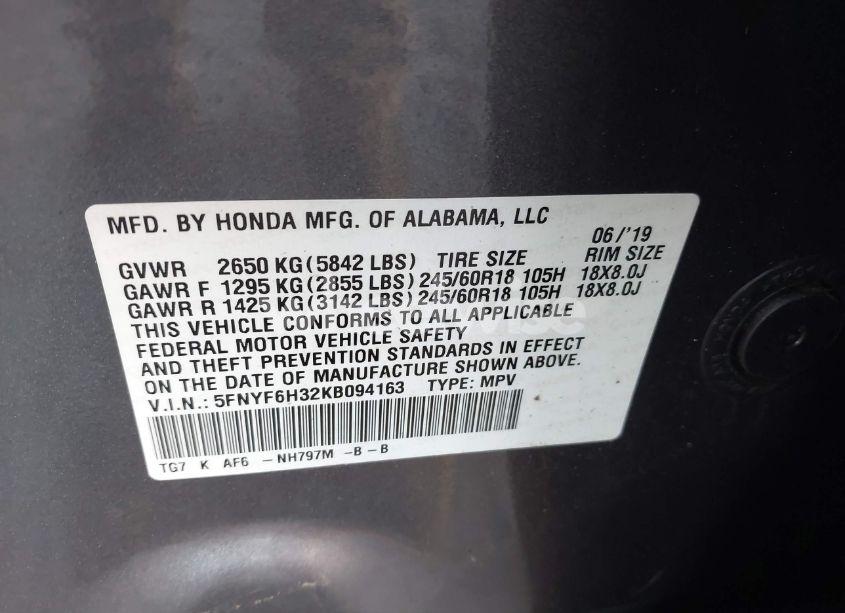 MFD. BY HONDA MFG. OF ALABAMA, LLC
06/'19
GVWR 2650 KG(5842 LBS) TIRE SIZE RIM SIZE
GAWR F 1295 KG(2855 LBS) 245/60R18 105H 18X8.0J
GAWR R 1425 KG(3142 LBS) 245/60R18 105H 18X8.0J
THIS VEHICLE CONFORMS TO ALL APPLICABLE
FEDERAL MOTOR VEHICLE SAFETY
AND THEFT PREVENTION STANDARDS IN EFFECT
ON THE DATE OF MANUFACTURE SHOWN ABOVE.
V.I.N.: 5FNYF6H32KB094163 TYPE: MPV
TG7 K AF6 -NH797M -B-B